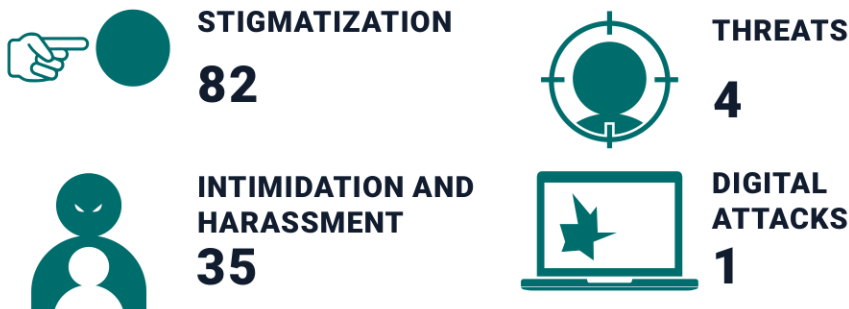 STIGMATIZATION
82
THREATS
4
INTIMIDATION AND
HARASSMENT
35
DIGITAL
ATTACKS
1